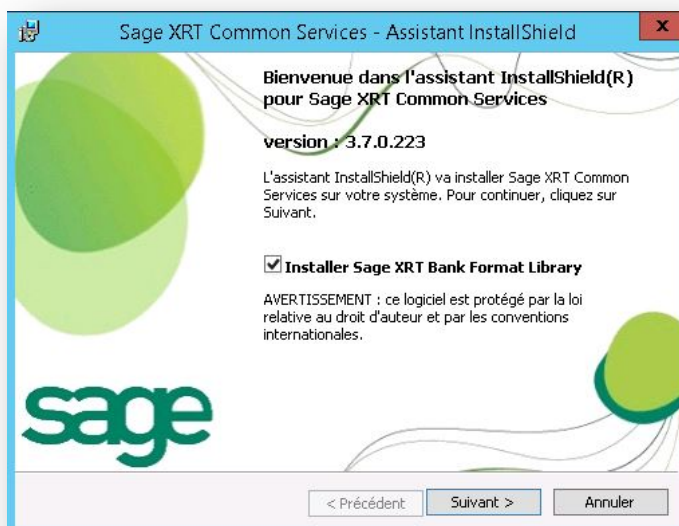 Sage XRT Common Services - Assistant InstallShield
x
Bienvenue dans l'assistant InstallShield(R)
pour Sage XRT Common Services
version : 3.7.0.223
L'assistant InstallShield(R) va installer Sage XRT Common
Services sur votre système. Pour continuer, cliquez sur
Suivant.
Installer Sage XRT Bank Format Library
AVERTISSEMENT : ce logiciel est protégé par la loi
relative au droit d'auteur et par les conventions
internationales.
sage
< Précédent Suivant > Annuler